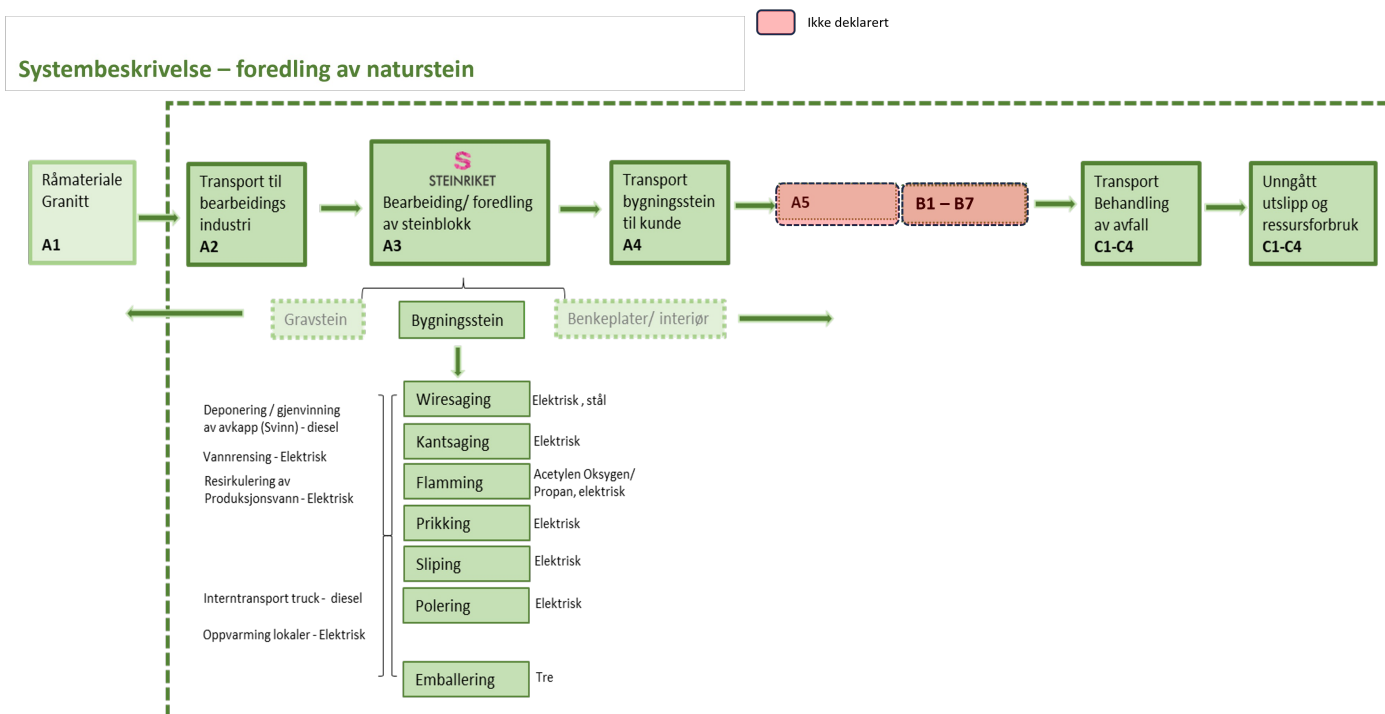 Ikke deklarert
Systembeskrivelse – foredling av naturstein
Råmateriale
Granitt
A1
Transport til
bearbeidings
industri
A2
S
STEINRIKET
Bearbeiding/ foredling
av steinblokk
A3
Transport
bygningsstein
til kunde
A4
A5
B1 – B7
Transport
Behandling
av avfall
C1-C4
Unngått
utslipp og
ressursforbruk
C1-C4
Gravstein
Bygningsstein
Benkeplater/ interiør
Deponering / gjenvinning
av avkapp (Svinn) - diesel
Vannrensing - Elektrisk
Resirkulering av
Produksjonsvann - Elektrisk
Interntransport truck - diesel
Oppvarming lokaler - Elektrisk
Wiresaging
Elektrisk , stål
Kantsaging
Elektrisk
Flamming
Acetylen Oksygen/
Propan, elektrisk
Prikking
Elektrisk
Sliping
Elektrisk
Polering
Elektrisk
Emballering
Tre